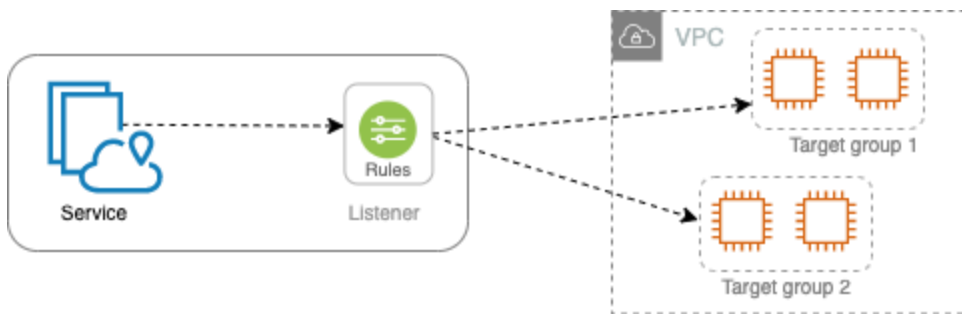 VPC
Target group 1
Rules
Service
Listener
Target group 2